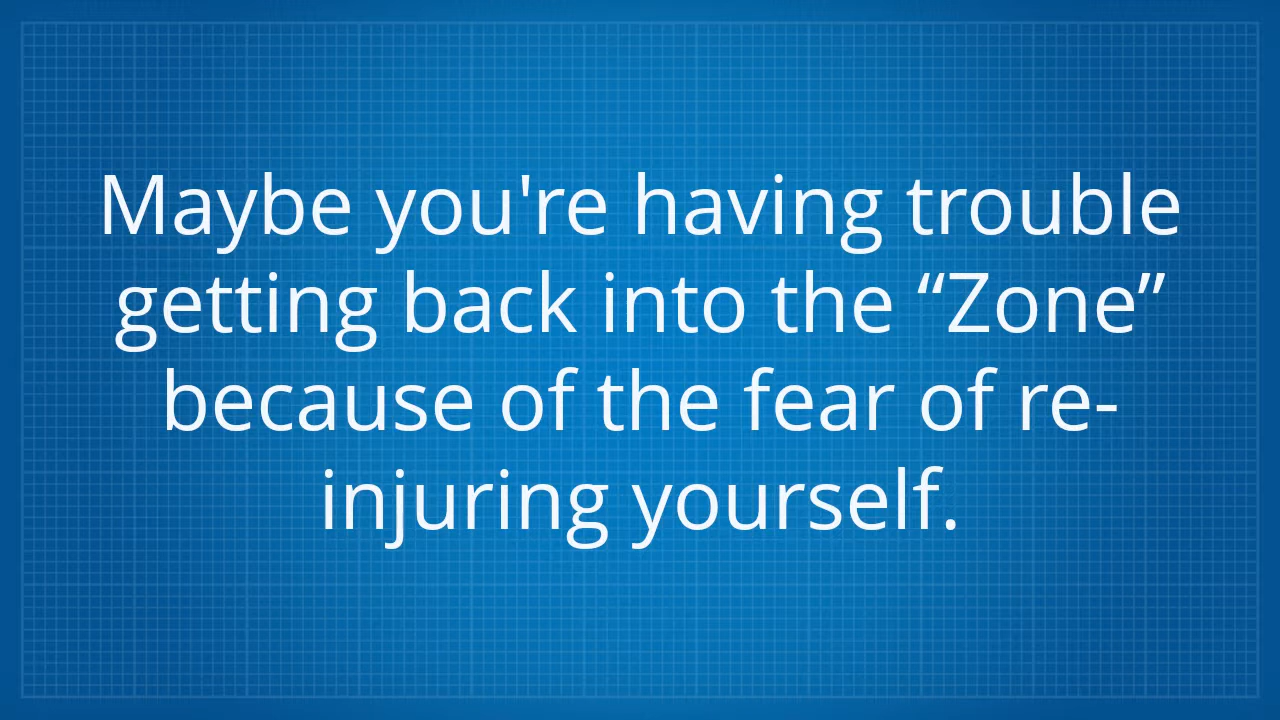 Maybe you're having trouble
getting back into the “Zone”
because of the fear of re-
injuring yourself.